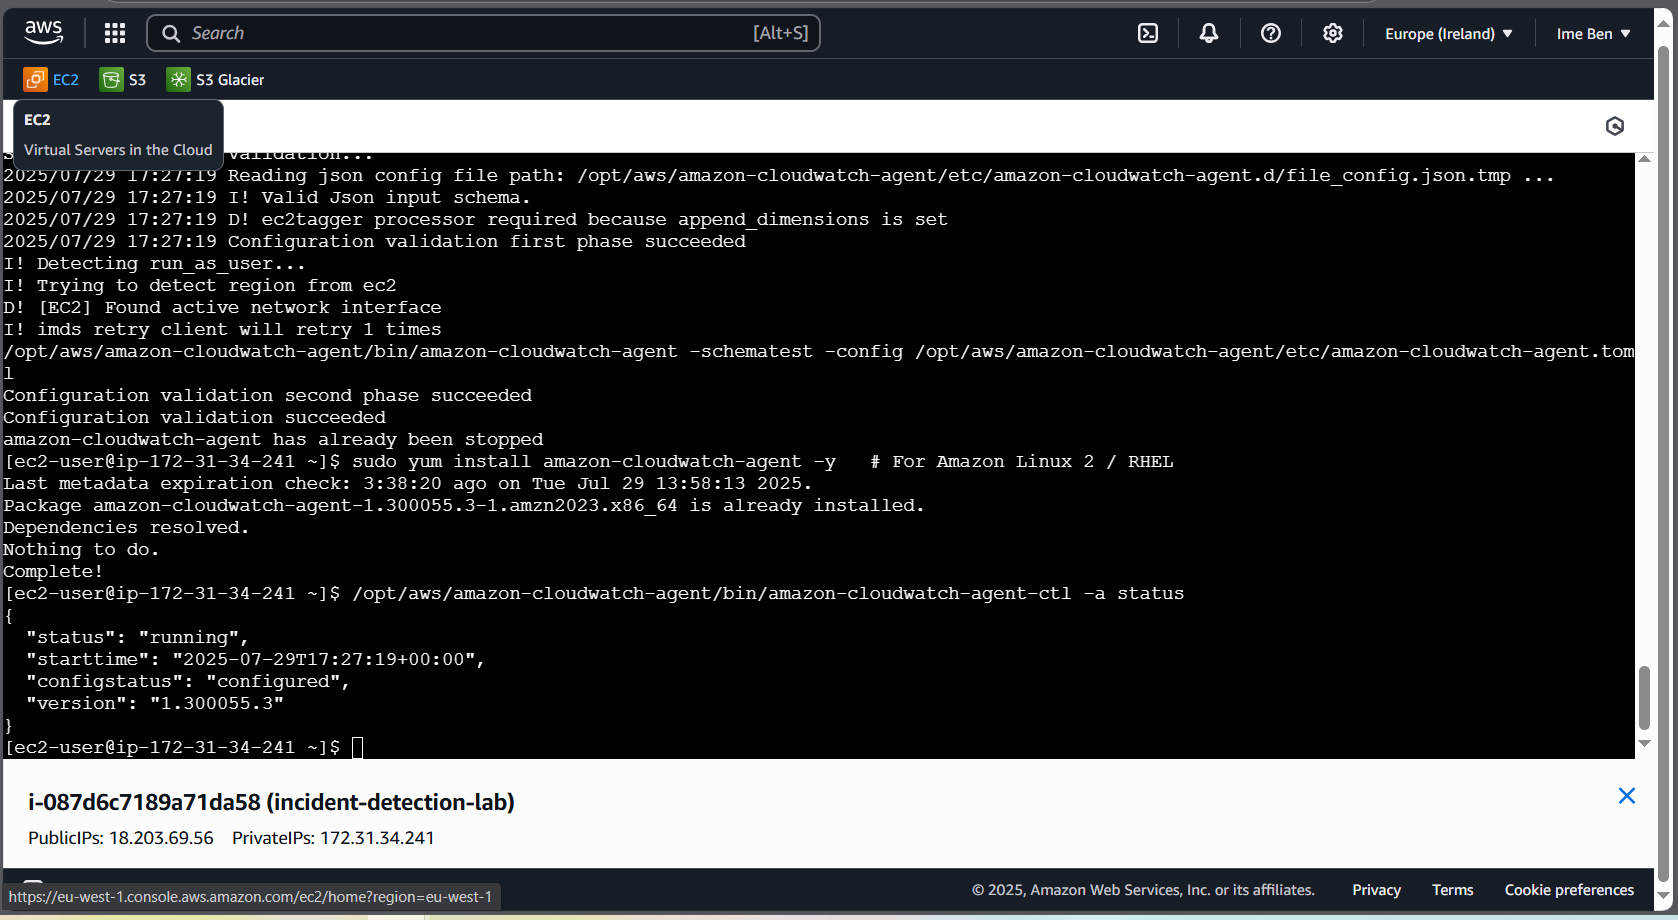 aws
Search [Alt+S]
Europe (Ireland)
Ime Ben
EC2
S3
S3 Glacier
EC2
Virtual Servers in the Cloud
validation...
2025/07/29 17:27:19 Reading json config file path: /opt/aws/amazon-cloudwatch-agent/etc/amazon-cloudwatch-agent.d/file_config.json.tmp ...
2025/07/29 17:27:19 I! Valid Json input schema.
2025/07/29 17:27:19 D! ec2tagger processor required because append_dimensions is set
2025/07/29 17:27:19 Configuration validation first phase succeeded
I! Detecting run_as_user...
I! Trying to detect region from ec2
D! [EC2] Found active network interface
I! imds retry client will retry 1 times
/opt/aws/amazon-cloudwatch-agent/bin/amazon-cloudwatch-agent -schematest -config /opt/aws/amazon-cloudwatch-agent/etc/amazon-cloudwatch-agent.tom
l
Configuration validation second phase succeeded
Configuration validation succeeded
amazon-cloudwatch-agent has already been stopped
[ec2-user@ip-172-31-34-241 ~]$ sudo yum install amazon-cloudwatch-agent -y   # For Amazon Linux 2 / RHEL
Last metadata expiration check: 3:38:20 ago on Tue Jul 29 13:58:13 2025.
Package amazon-cloudwatch-agent-1.300055.3-1.amzn2023.x86_64 is already installed.
Dependencies resolved.
Nothing to do.
Complete!
[ec2-user@ip-172-31-34-241 ~]$ /opt/aws/amazon-cloudwatch-agent/bin/amazon-cloudwatch-agent-ctl -a status
{
  "status": "running",
  "starttime": "2025-07-29T17:27:19+00:00",
  "configstatus": "configured",
  "version": "1.300055.3"
}
[ec2-user@ip-172-31-34-241 ~]$
i-087d6c7189a71da58 (incident-detection-lab)
PublicIPs: 18.203.69.56 PrivateIPs: 172.31.34.241
https://eu-west-1.console.aws.amazon.com/ec2/home?region=eu-west-1
© 2025, Amazon Web Services, Inc. or its affiliates. Privacy Terms Cookie preferences